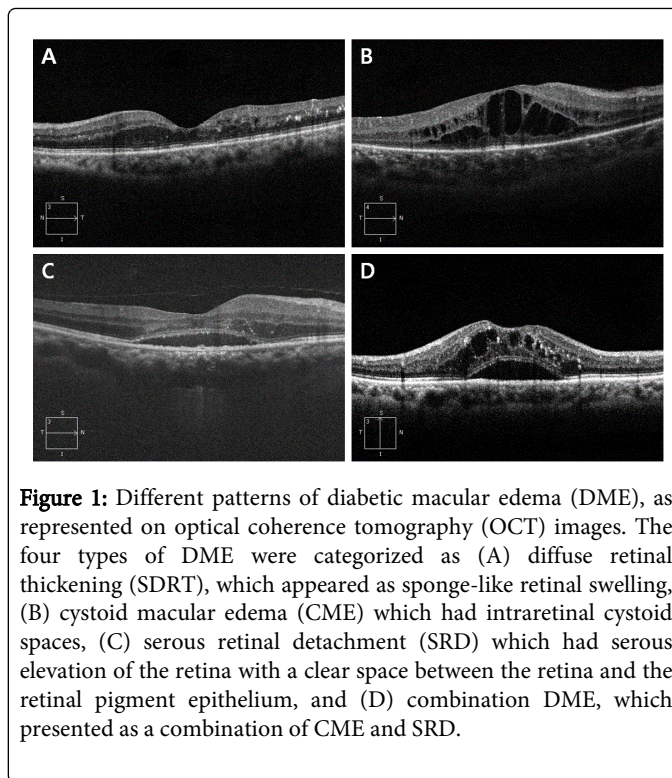 A
B
3
S
N
T
I
4
S
T
N
I
C
D
3
S
T
N
I
3
S
T
N
I
Figure 1: Different patterns of diabetic macular edema (DME), as
represented on optical coherence tomography (OCT) images. The
four types of DME were categorized as (A) diffuse retinal
thickening (SDRT), which appeared as sponge-like retinal swelling,
(B) cystoid macular edema (CME) which had intraretinal cystoid
spaces, (C) serous retinal detachment (SRD) which had serous
elevation of the retina with a clear space between the retina and the
retinal pigment epithelium, and (D) combination DME, which
presented as a combination of CME and SRD.